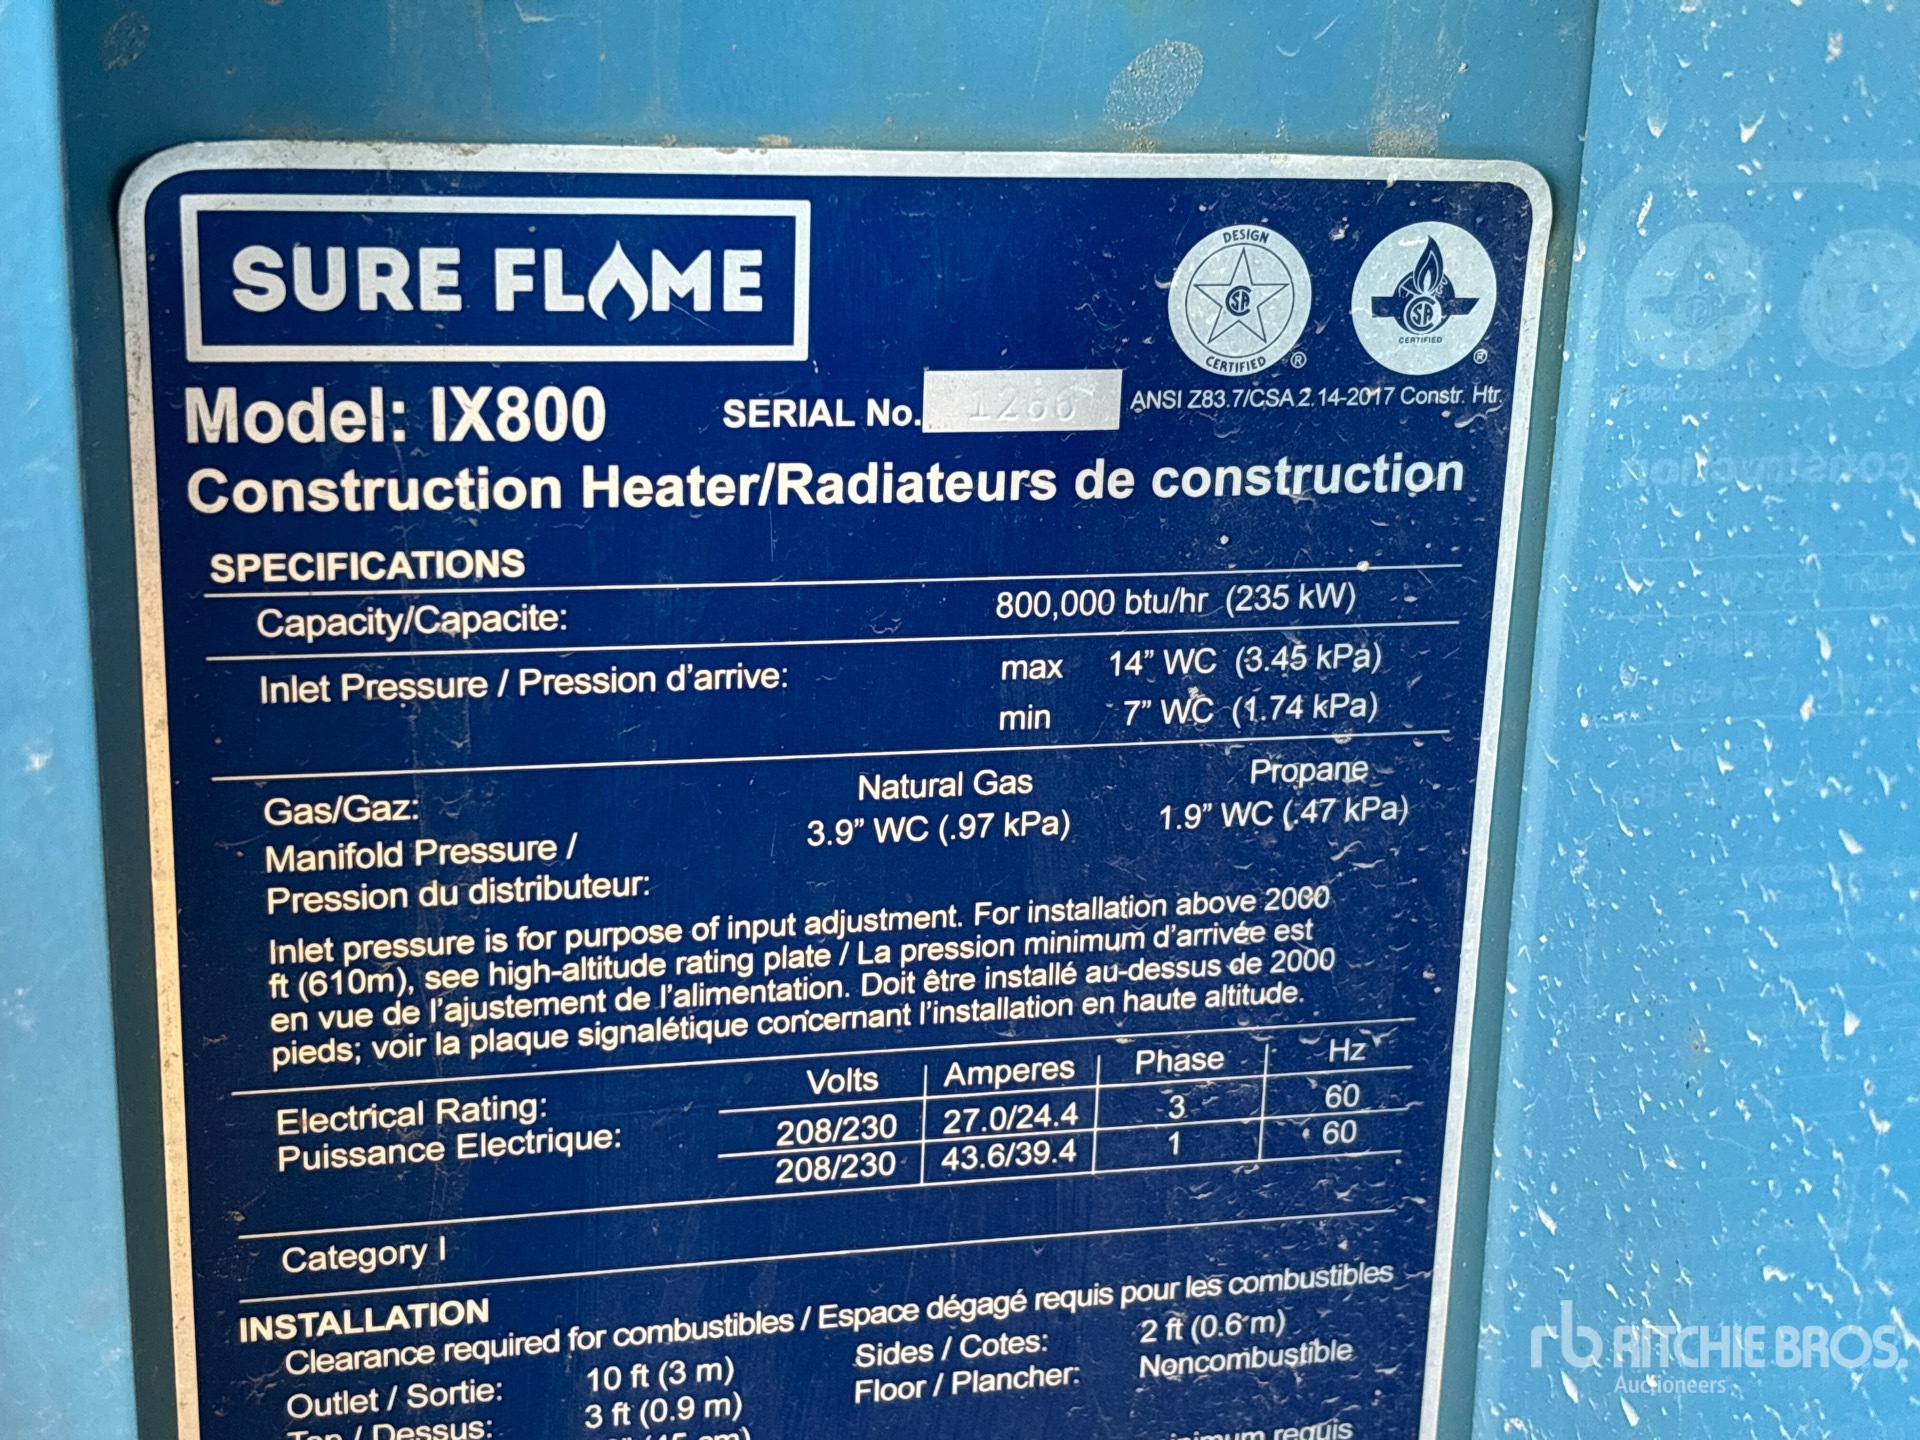 SURE FLAME
DESIGN
CSA
CERTIFIED ®
CSA
CERTIFIED
®
Model: IX800
SERIAL No. 1266
ANSI Z83.7/CSA 2.14-2017 Constr. Htr.
Construction Heater/Radiateurs de construction
SPECIFICATIONS
Capacity/Capacite: 800,000 btu/hr (235 kW)
Inlet Pressure / Pression d'arrive: max 14" WC (3.45 kPa)
min 7" WC (1.74 kPa)
Natural Gas Propane
Gas/Gaz: 3.9" WC (.97 kPa) 1.9" WC (.47 kPa)
Manifold Pressure /
Pression du distributeur:
Inlet pressure is for purpose of input adjustment. For installation above 2000
ft (610m), see high-altitude rating plate / La pression minimum d'arrivée est
en vue de l'ajustement de l'alimentation. Doit être installé au-dessus de 2000
pieds; voir la plaque signalétique concernant l'installation en haute altitude.
Volts Amperes Phase Hz
Electrical Rating: 208/230 27.0/24.4 3 60
Puissance Electrique: 208/230 43.6/39.4 1 60
Category I
INSTALLATION
Clearance required for combustibles / Espace dégagé requis pour les combustibles
Outlet / Sortie: 10 ft (3 m) Sides / Cotes: 2 ft (0.6 m)
Top / Dessus: 3 ft (0.9 m) Floor / Plancher: Noncombustible
requis
rb RITCHIE BROS.
Auctioneers